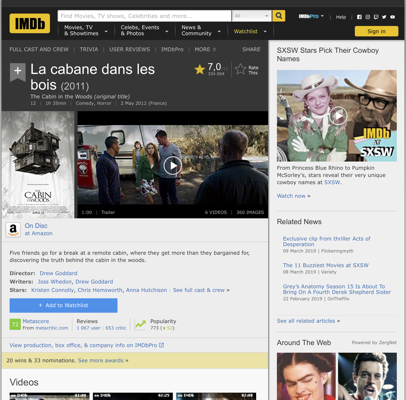 IMDb
Find Movies, TV shows, Celebrities and more...
All
IMDbPro
Help
Movies, TV
& Showtimes
Celebs, Events
& Photos
News &
Community
Watchlist
Sign in
FULL CAST AND CREW | TRIVIA | USER REVIEWS | IMDbPro | MORE
SHARE
La cabane dans les
bois (2011)
7,0
Rate
This
The Cabin in the Woods (original title)
12 | 1h 35min | Comedy, Horror | 2 May 2012 (France)
THE
CABIN
IN THE
WOODS
1:00 | Trailer
6 VIDEOS | 360 IMAGES
On Disc
at Amazon
Five friends go for a break at a remote cabin, where they get more than they bargained for,
discovering the truth behind the cabin in the woods.
Director: Drew Goddard
Writers: Joss Whedon, Drew Goddard
Stars: Kristen Connolly, Chris Hemsworth, Anna Hutchison | See full cast & crew »
+ Add to Watchlist
72
Metascore
From metacritic.com
Reviews
1 067 user | 653 critic
Popularity
773
View production, box office, & company info on IMDbPro
20 wins & 33 nominations. See more awards »
Videos
SXSW Stars Pick Their Cowboy
Names
IMDb
AT
SXSW
From Princess Blue Rhino to Pumpkin
McSorley's, stars reveal their very unique
cowboy names at SXSW.
Watch now »
Related News
Exclusive clip from thriller Acts of
Desperation
09 March 2019 | Flickeringmyth
The 11 Buzziest Movies at SXSW
08 March 2019 | Variety
Grey's Anatomy Season 15 Is About
To Bring On A Fourth Derek Shepherd Sister
22 February 2019 | OnTheFlix
See all related articles »
Around The Web
Powered by ZergNet